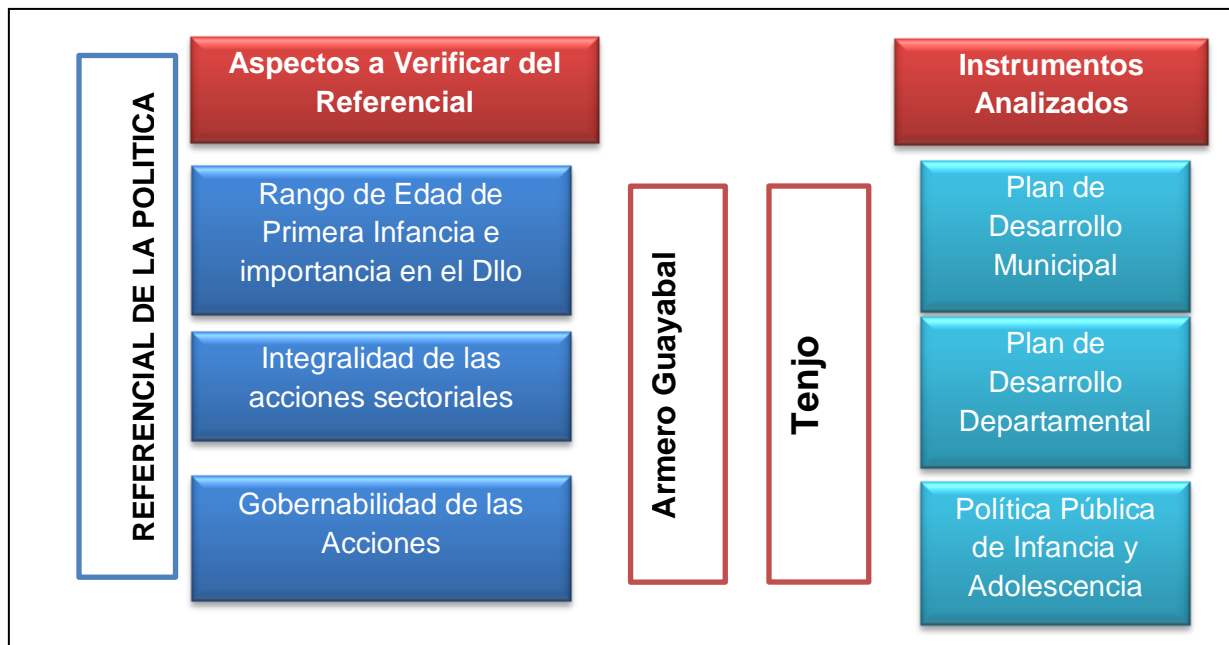 REFERENCIAL DE LA POLITICA
Aspectos a Verificar del
Referencial
Rango de Edad de
Primera Infancia e
importancia en el Dllo
Integralidad de las
acciones sectoriales
Gobernabilidad de las
Acciones
Armero Guayabal
Tenjo
Instrumentos
Analizados
Plan de
Desarrollo
Municipal
Plan de
Desarrollo
Departamental
Política Pública
de Infancia y
Adolescencia